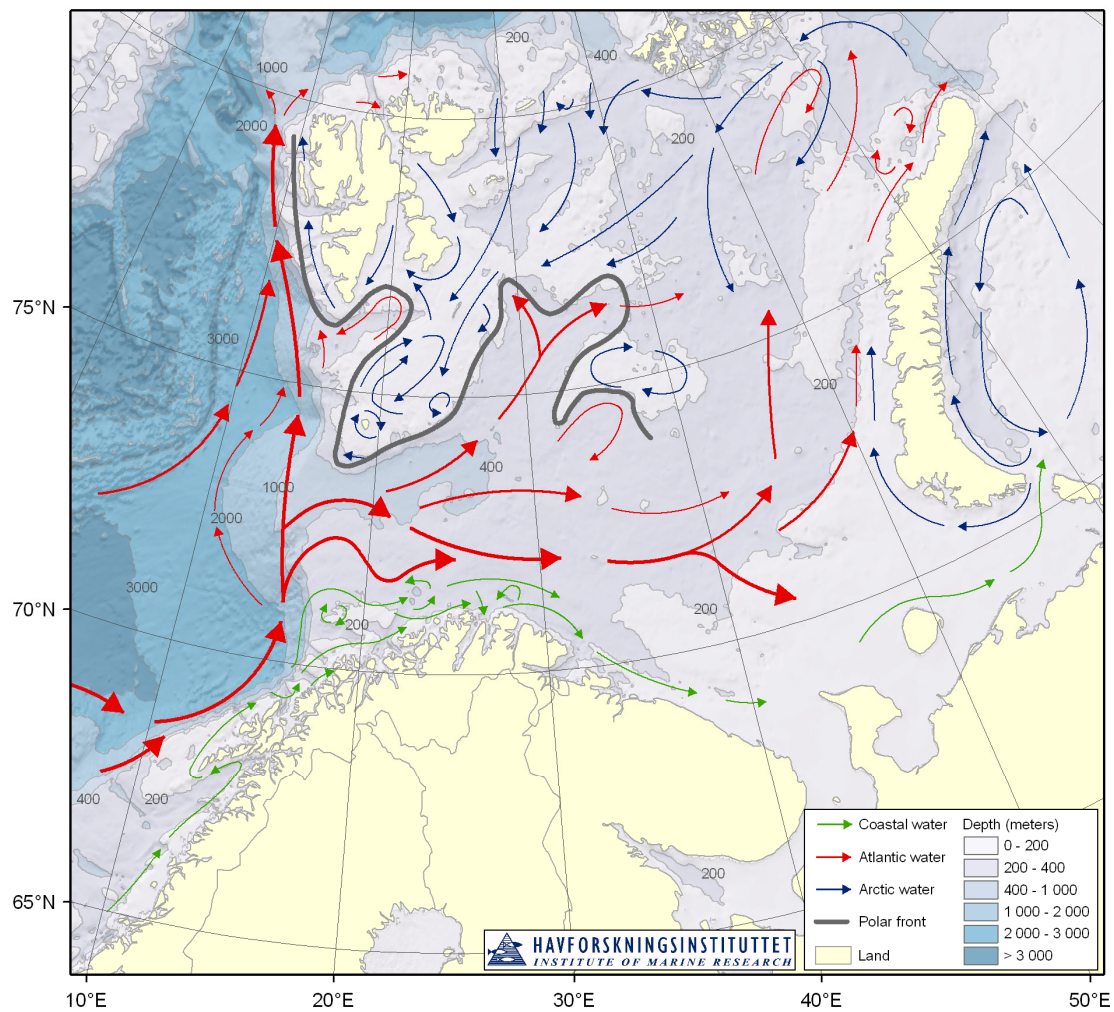 200
400
1000
2000
200
75°N
3000
200
400
1000
2000
3000
70°N
200
200
400
200
Coastal water
Atlantic water
Arctic water
Polar front
Land
Depth (meters)
0 - 200
200 - 400
400 - 1 000
1 000 - 2 000
2 000 - 3 000
> 3 000
200
65°N
HAVFORSKNINGSINSTITUTTET
INSTITUTE OF MARINE RESEARCH
10°E
20°E
30°E
40°E
50°E